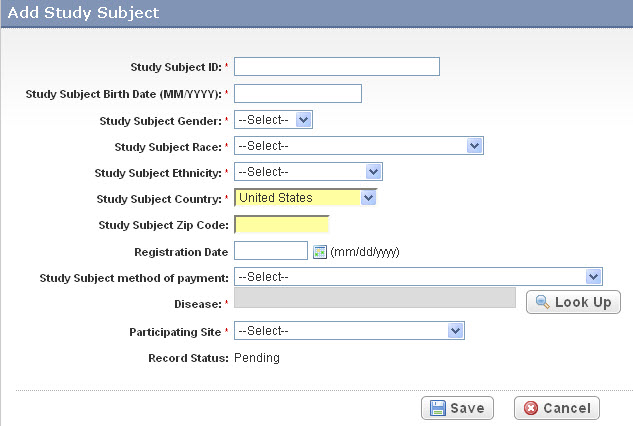 Add Study Subject
Study Subject ID: *
Study Subject Birth Date (MM/YYYY): *
Study Subject Gender: * --Select--
Study Subject Race: * --Select--
Study Subject Ethnicity: * --Select--
Study Subject Country: * United States
Study Subject Zip Code:
Registration Date (mm/dd/yyyy)
Study Subject method of payment: --Select--
Disease: * Look Up
Participating Site * --Select--
Record Status: Pending
Save Cancel